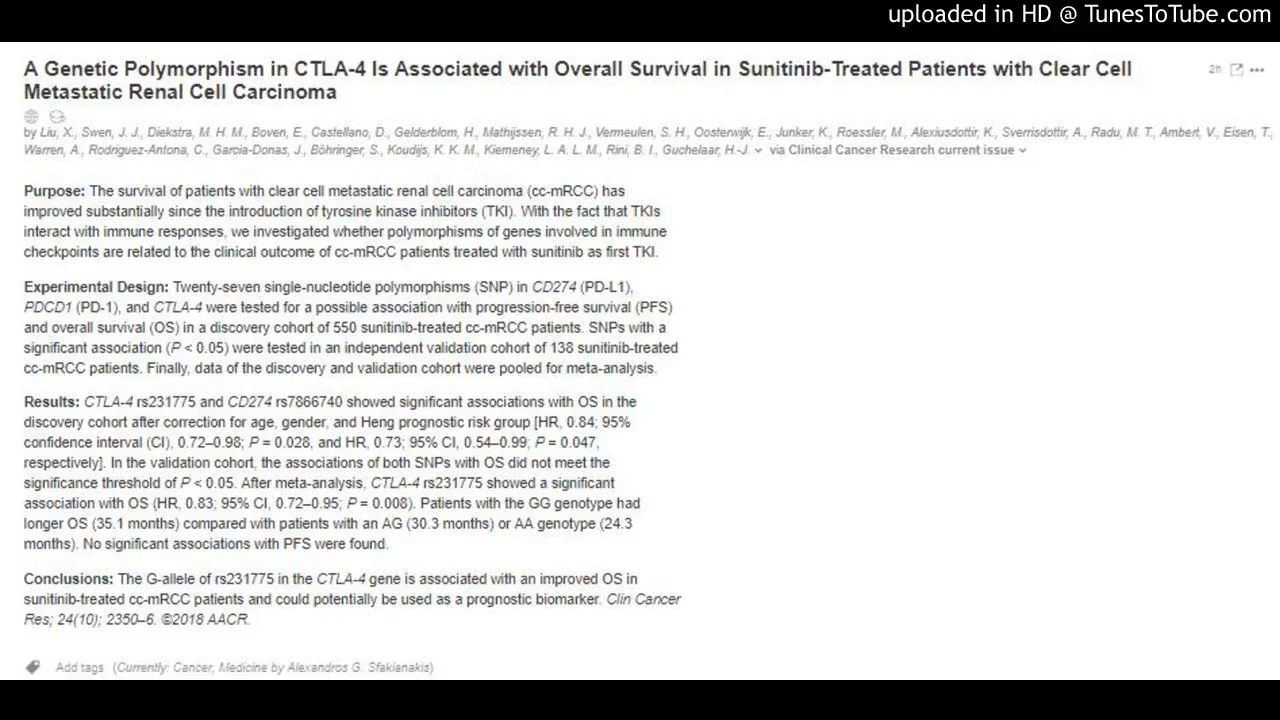 uploaded in HD @ TunesToTube.com
A Genetic Polymorphism in CTLA-4 Is Associated with Overall Survival in Sunitinib-Treated Patients with Clear Cell
Metastatic Renal Cell Carcinoma
2h
by Liu, X., Swen, J. J., Diekstra, M. H. M., Boven, E., Castellano, D., Gelderblom, H., Mathijssen, R. H. J., Vermeulen, S. H., Oosterwijk, E., Junker, K., Roessler, M., Alexiusdottir, K., Sverrisdottir, A., Radu, M. T., Ambert, V., Eisen, T.,
Warren, A., Rodriguez-Antona, C., Garcia-Donas, J., Böhringer, S., Koudijs, K. K. M., Kiemeney, L. A. L. M., Rini, B. I., Guchelaar, H.-J. via Clinical Cancer Research current issue
Purpose: The survival of patients with clear cell metastatic renal cell carcinoma (cc-mRCC) has
improved substantially since the introduction of tyrosine kinase inhibitors (TKI). With the fact that TKIs
interact with immune responses, we investigated whether polymorphisms of genes involved in immune
checkpoints are related to the clinical outcome of cc-mRCC patients treated with sunitinib as first TKI.
Experimental Design: Twenty-seven single-nucleotide polymorphisms (SNP) in CD274 (PD-L1),
PDCD1 (PD-1), and CTLA-4 were tested for a possible association with progression-free survival (PFS)
and overall survival (OS) in a discovery cohort of 550 sunitinib-treated cc-mRCC patients. SNPs with a
significant association (P < 0.05) were tested in an independent validation cohort of 138 sunitinib-treated
cc-mRCC patients. Finally, data of the discovery and validation cohort were pooled for meta-analysis.
Results: CTLA-4 rs231775 and CD274 rs7866740 showed significant associations with OS in the
discovery cohort after correction for age, gender, and Heng prognostic risk group [HR, 0.84; 95%
confidence interval (CI), 0.72–0.98; P = 0.028, and HR, 0.73; 95% CI, 0.54–0.99; P = 0.047,
respectively]. In the validation cohort, the associations of both SNPs with OS did not meet the
significance threshold of P < 0.05. After meta-analysis, CTLA-4 rs231775 showed a significant
association with OS (HR, 0.83; 95% CI, 0.72–0.95; P = 0.008). Patients with the GG genotype had
longer OS (35.1 months) compared with patients with an AG (30.3 months) or AA genotype (24.3
months). No significant associations with PFS were found.
Conclusions: The G-allele of rs231775 in the CTLA-4 gene is associated with an improved OS in
sunitinib-treated cc-mRCC patients and could potentially be used as a prognostic biomarker. Clin Cancer
Res; 24(10); 2350–6. ©2018 AACR.
Add tags (Currently: Cancer, Medicine by Alexandros G. Sfakianakis)